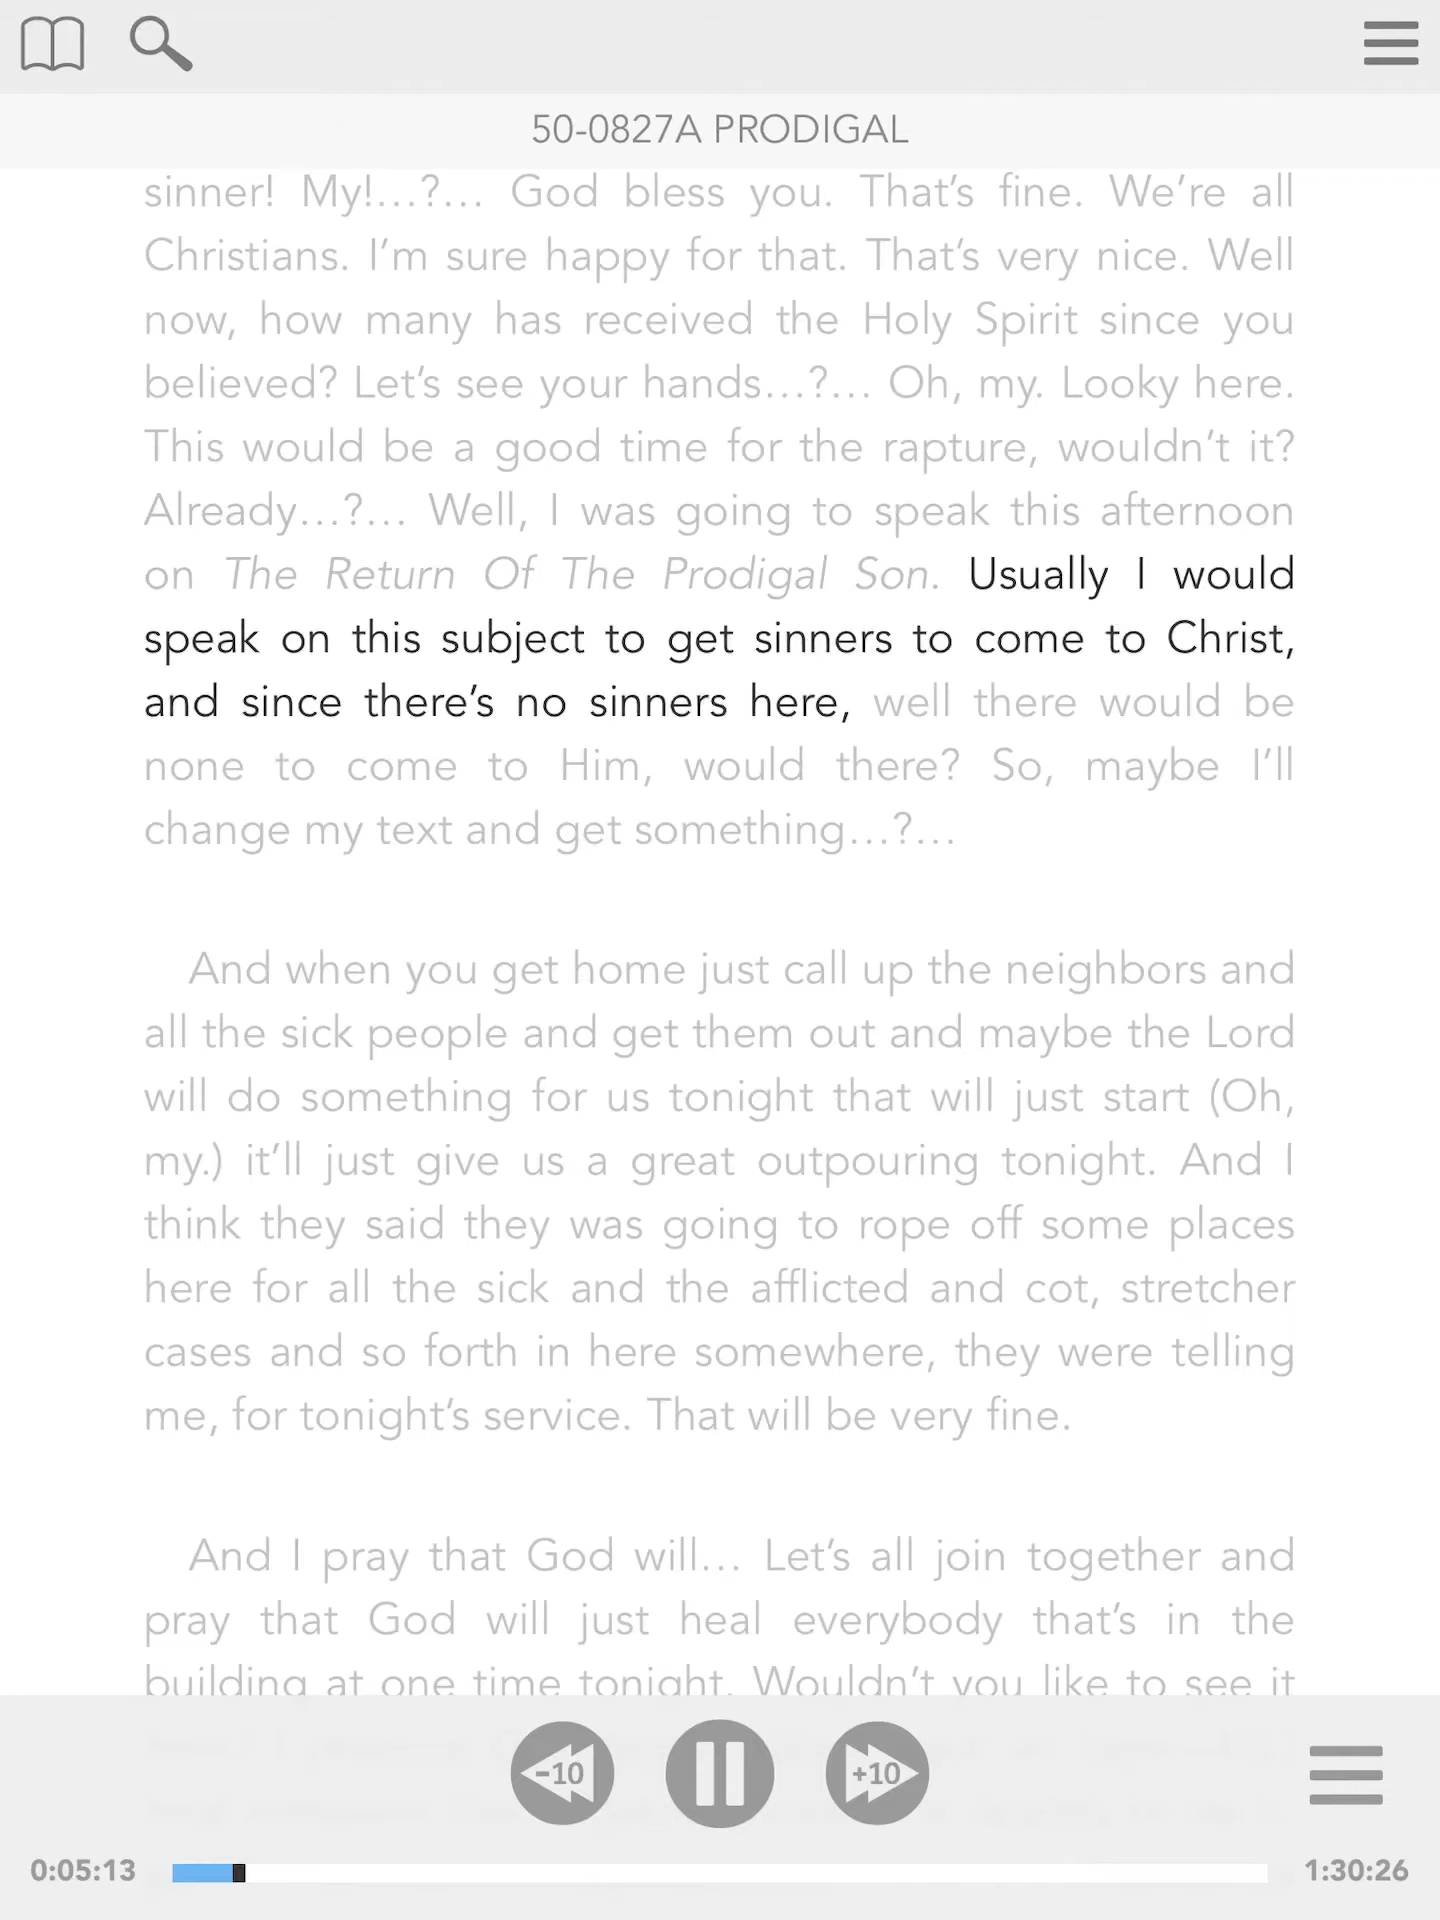 50-0827A PRODIGAL
sinner! My!…?… God bless you. That’s fine. We’re all
Christians. I’m sure happy for that. That’s very nice. Well
now, how many has received the Holy Spirit since you
believed? Let’s see your hands…?… Oh, my. Looky here.
This would be a good time for the rapture, wouldn’t it?
Already…?… Well, I was going to speak this afternoon
on The Return Of The Prodigal Son. Usually I would
speak on this subject to get sinners to come to Christ,
and since there’s no sinners here, well there would be
none to come to Him, would there? So, maybe I’ll
change my text and get something…?…
And when you get home just call up the neighbors and
all the sick people and get them out and maybe the Lord
will do something for us tonight that will just start (Oh,
my.) it’ll just give us a great outpouring tonight. And I
think they said they was going to rope off some places
here for all the sick and the afflicted and cot, stretcher
cases and so forth in here somewhere, they were telling
me, for tonight’s service. That will be very fine.
And I pray that God will… Let’s all join together and
pray that God will just heal everybody that’s in the
building at one time tonight. Wouldn’t you like to see it
-10 +10
0:05:13 1:30:26